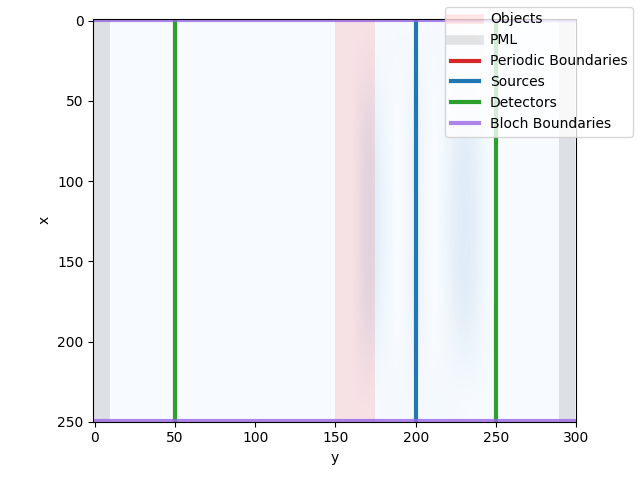 Objects
PML
Periodic Boundaries
Sources
Detectors
Bloch Boundaries
0
50
100
150
200
250
x
0 50 100 150 200 250 300
y